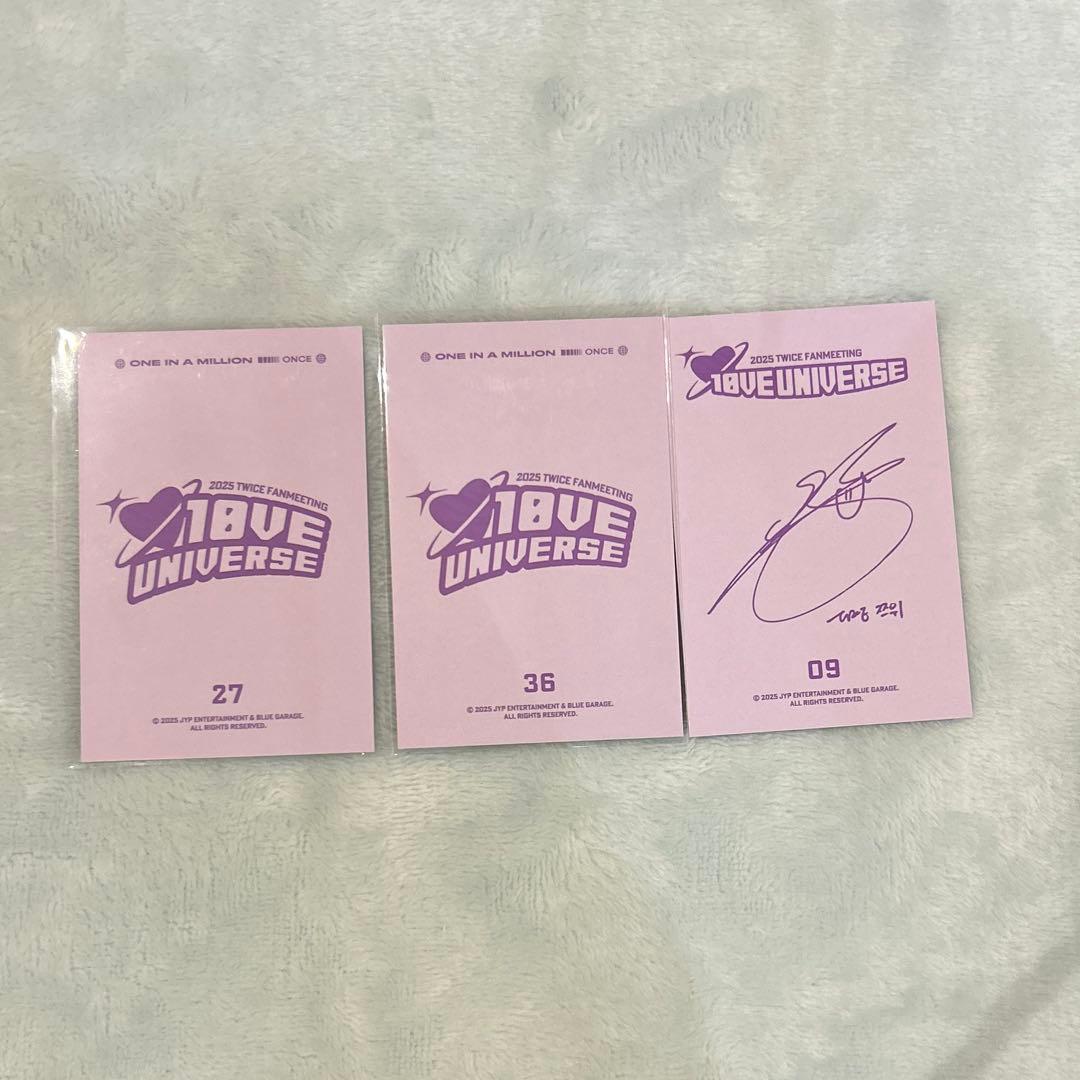 ONE IN A MILLION ONCE
2025 TWICE FANMEETING
10VE
UNIVERSE
27
© 2025 JYP ENTERTAINMENT & BLUE GARAGE.
ALL RIGHTS RESERVED.
ONE IN A MILLION ONCE
2025 TWICE FANMEETING
10VE
UNIVERSE
36
© 2025 JYP ENTERTAINMENT & BLUE GARAGE.
ALL RIGHTS RESERVED.
2025 TWICE FANMEETING
10VE UNIVERSE
쯔위
09
© 2025 JYP ENTERTAINMENT & BLUE GARAGE.
ALL RIGHTS RESERVED.